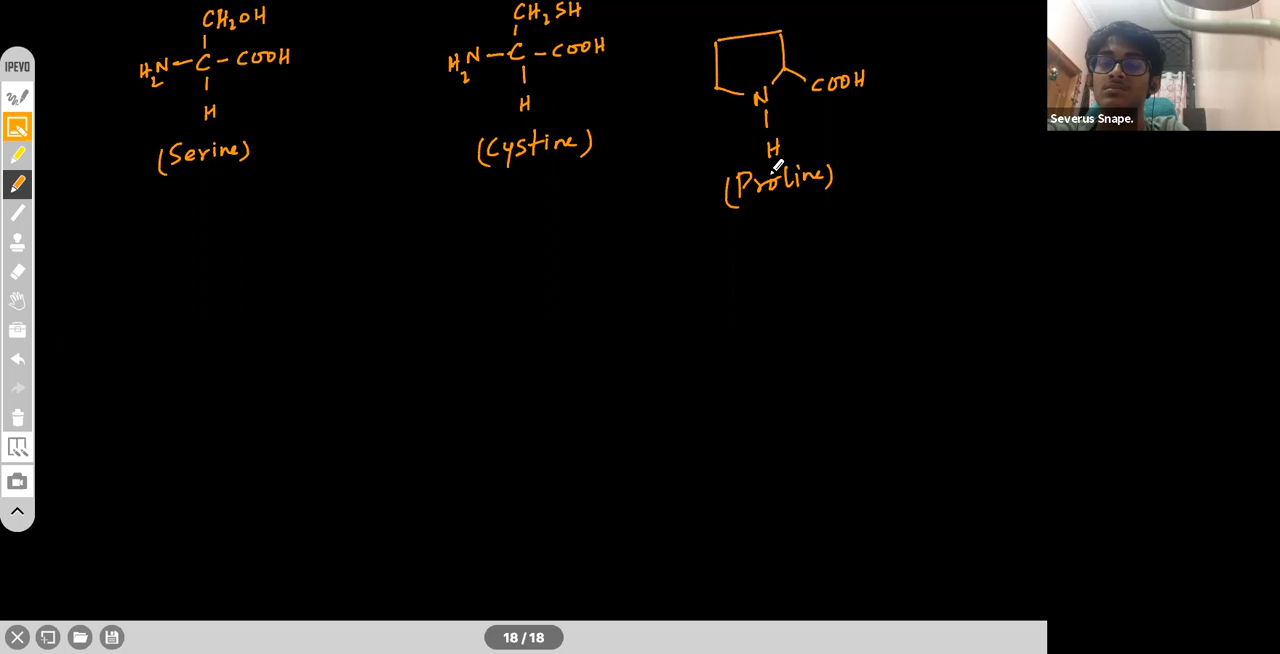 CH2OH
H2N-C-COOH
H
(Serine)
CH2SH
H2N-C-COOH
H
(Cystine)
N
COOH
H
(Proline)
IPEVO
Severus Snape.
18/18